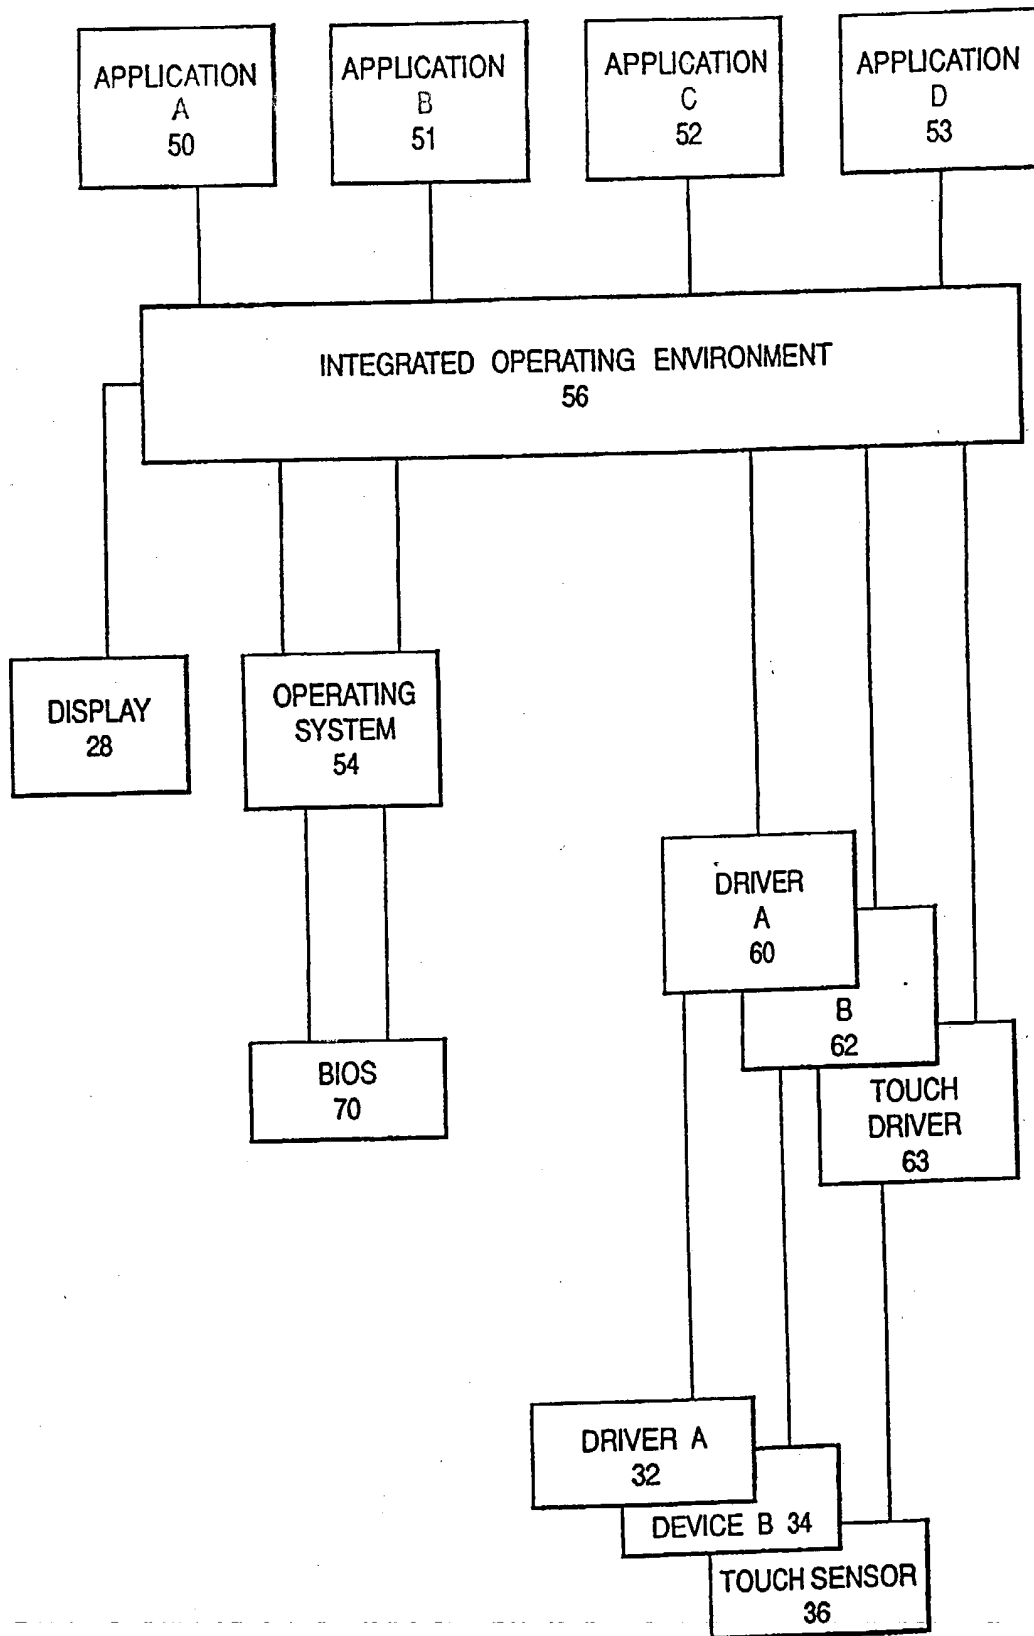 APPLICATION
A
50
APPLICATION
B
51
APPLICATION
C
52
APPLICATION
D
53
INTEGRATED OPERATING ENVIRONMENT
56
DISPLAY
28
OPERATING
SYSTEM
54
DRIVER
A
60
B
62
BIOS
70
TOUCH
DRIVER
63
DRIVER A
32
DEVICE B 34
TOUCH SENSOR
36